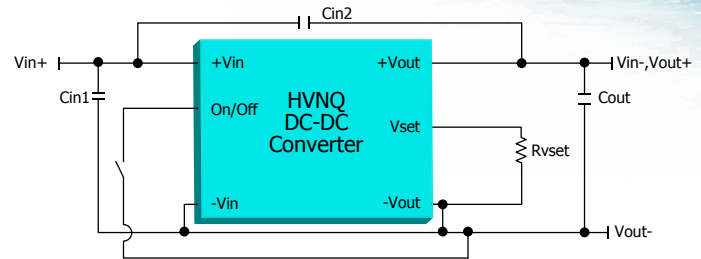 Cin2
Vin+
+Vin
+Vout
Vin-,Vout+
Cin1
On/Off
HVNQ
DC-DC
Converter
Vset
Cout
Rvset
-Vin
-Vout
Vout-